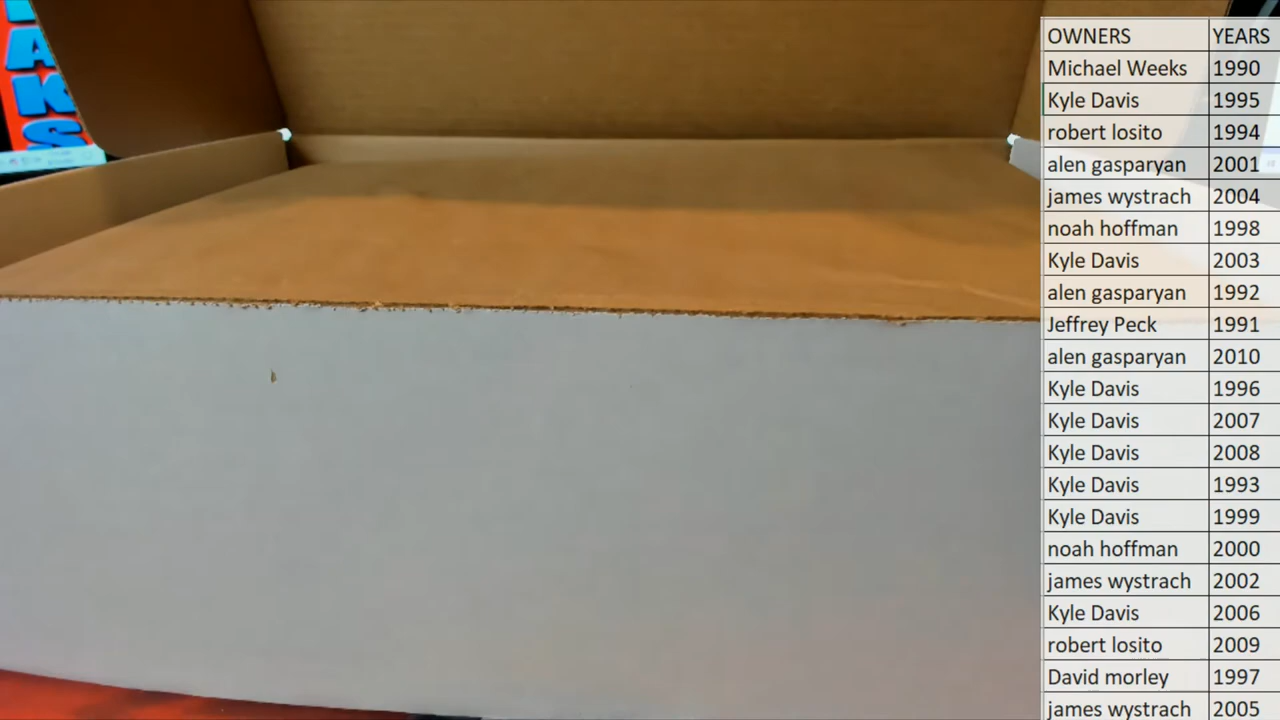 AKS
OWNERS YEARS
Michael Weeks 1990
Kyle Davis 1995
robert losito 1994
alen gasparyan 2001
james wystrach 2004
noah hoffman 1998
Kyle Davis 2003
alen gasparyan 1992
Jeffrey Peck 1991
alen gasparyan 2010
Kyle Davis 1996
Kyle Davis 2007
Kyle Davis 2008
Kyle Davis 1993
Kyle Davis 1999
noah hoffman 2000
james wystrach 2002
Kyle Davis 2006
robert losito 2009
David morley 1997
james wystrach 2005